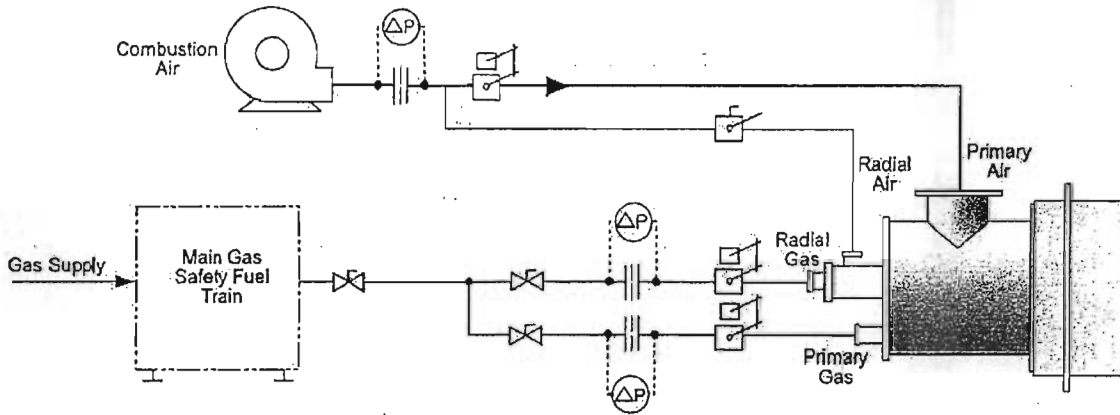 ΔP
Combustion
Air
Primary
Air
Radial
Air
ΔP
Radial
Gas
Gas Supply
Main Gas
Safety Fuel
Train
Primary
Gas
ΔP